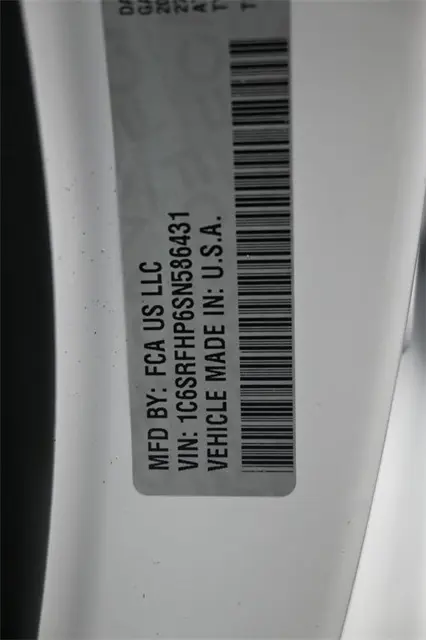 MFD BY: FCA US LLC
VIN: 1C6SRFHP6SN586431
VEHICLE MADE IN: U.S.A.